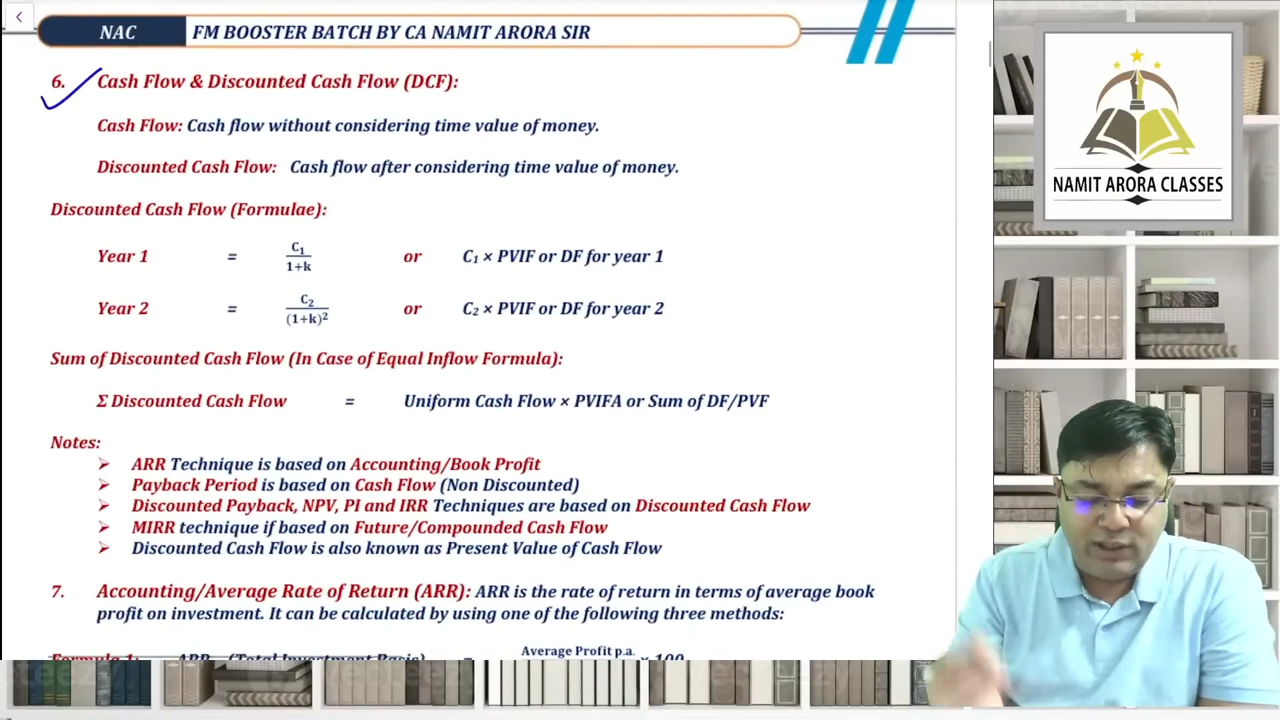 NAC FM BOOSTER BATCH BY CA NAMIT ARORA SIR
6. Cash Flow & Discounted Cash Flow (DCF):
Cash Flow: Cash flow without considering time value of money.
Discounted Cash Flow: Cash flow after considering time value of money.
Discounted Cash Flow (Formulae):
Year 1 = C₁/1+k or C₁ × PVIF or DF for year 1
Year 2 = C₂/(1+k)² or C₂ × PVIF or DF for year 2
Sum of Discounted Cash Flow (In Case of Equal Inflow Formula):
Σ Discounted Cash Flow = Uniform Cash Flow × PVIFA or Sum of DF/PVF
Notes:
➢ ARR Technique is based on Accounting/Book Profit
➢ Payback Period is based on Cash Flow (Non Discounted)
➢ Discounted Payback, NPV, PI and IRR Techniques are based on Discounted Cash Flow
➢ MIRR technique if based on Future/Compounded Cash Flow
➢ Discounted Cash Flow is also known as Present Value of Cash Flow
7. Accounting/Average Rate of Return (ARR): ARR is the rate of return in terms of average book
profit on investment. It can be calculated by using one of the following three methods:
Formula 1: ARR (Total Investment Basis) = Average Profit p.a. × 100
NAMIT ARORA CLASSES